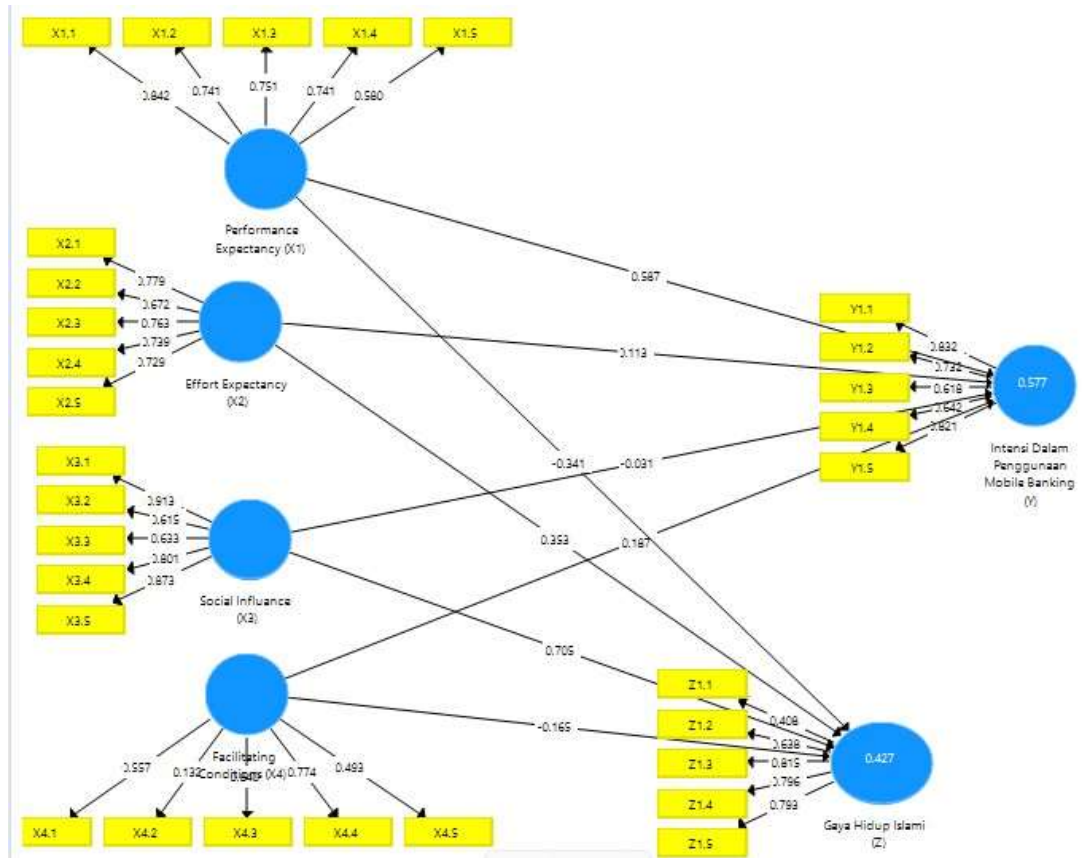 X1.1 X1.2 X1.3 X1.4 X1.5
0.842 0.741 0.751 0.741 0.580
Performance
Expectancy (X1)
X2.1
X2.2
X2.3
X2.4
X2.5
0.779
0.672
0.763
0.739
0.729
Effort Expectancy
(X2)
X3.1
X3.2
X3.3
X3.4
X3.5
0.913
0.615
0.633
0.801
0.873
Social Influance
(X3)
0.587
0.113
-0.341
-0.031
0.353
0.187
0.705
-0.165
Y1.1
Y1.2
Y1.3
Y1.4
Y1.5
0.832
0.732
0.618
0.642
0.821
0.577
Intensi Dalam
Penggunaan
Mobile Banking
(Y)
Facilitating
Conditions (X4)
0.557 0.132 0.774 0.493
X4.1 X4.2 X4.3 X4.4 X4.5
Z1.1
Z1.2
Z1.3
Z1.4
Z1.5
0.408
0.638
0.815
0.796
0.793
0.427
Gaya Hidup Islami
(Z)